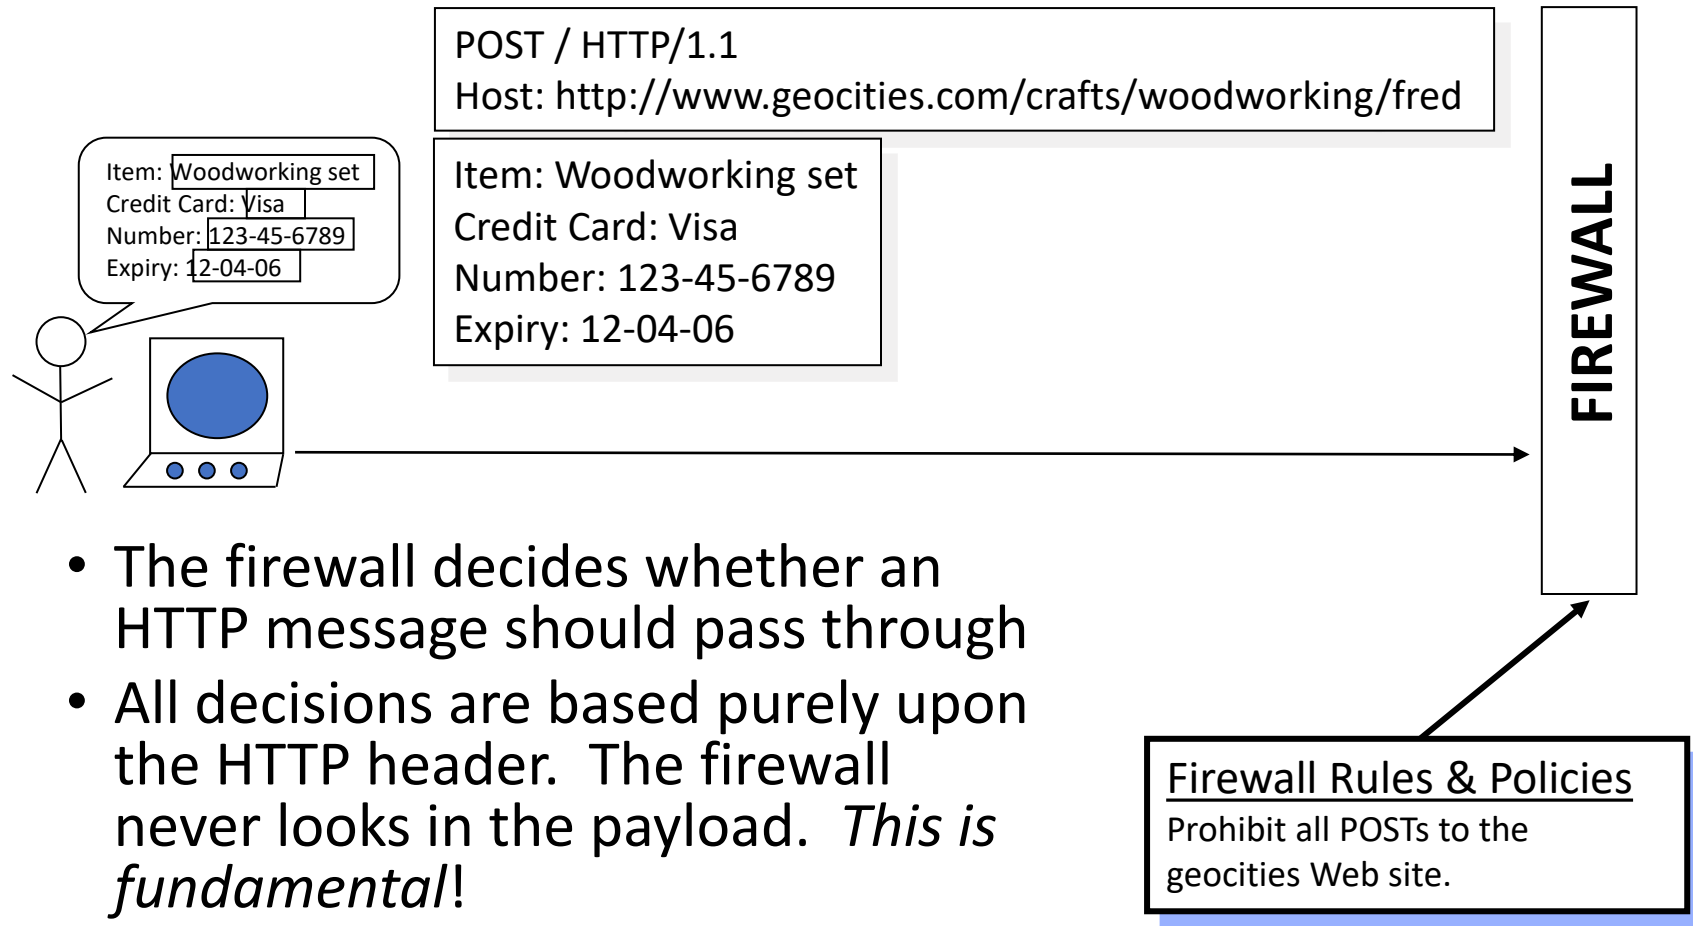 POST / HTTP/1.1
Host: http://www.geocities.com/crafts/woodworking/fred
Item: Woodworking set
Credit Card: Visa
Number: 123-45-6789
Expiry: 12-04-06
Item: Woodworking set
Credit Card: Visa
Number: 123-45-6789
Expiry: 12-04-06
FIREWALL
• The firewall decides whether an
HTTP message should pass through
• All decisions are based purely upon
the HTTP header. The firewall
never looks in the payload. This is
fundamental!
Firewall Rules & Policies
Prohibit all POSTs to the
geocities Web site.